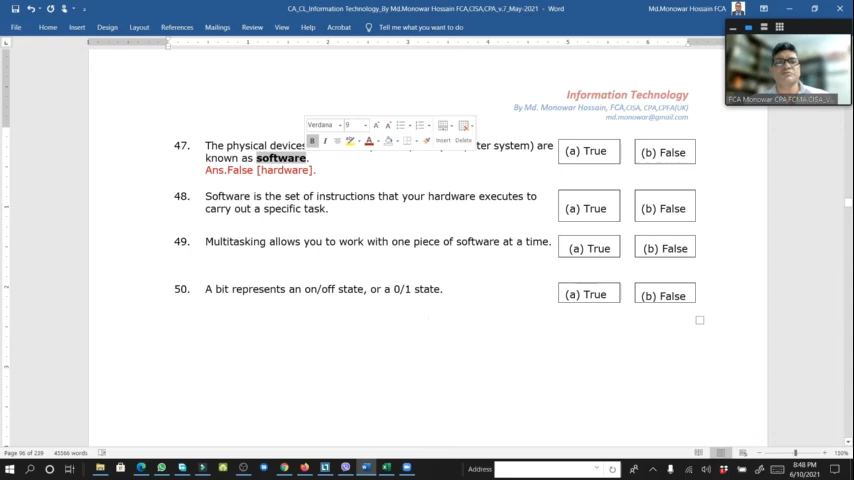 CA_CL_Information Technology_By Md.Monowar Hossain FCA,CISA,CPA_v.7_May-2021 - Word
Md.Monowar Hossain FCA
File Home Insert Design Layout References Mailings Review View Help Acrobat Tell me what you want to do
FCA Monowar CPA,FCMA,CISA_V...
Information Technology
By Md. Monowar Hossain, FCA,CISA, CPA,CPFA(UK)
md.monowar@gmail.com
Verdana 9
Insert Delete
47. The physical devices ter system) are
known as software.
Ans.False [hardware].
(a) True (b) False
48. Software is the set of instructions that your hardware executes to
carry out a specific task.
(a) True (b) False
49. Multitasking allows you to work with one piece of software at a time.
(a) True (b) False
50. A bit represents an on/off state, or a 0/1 state.
(a) True (b) False
Page 96 of 239 45566 words
150%
Address
8:48 PM
6/10/2021